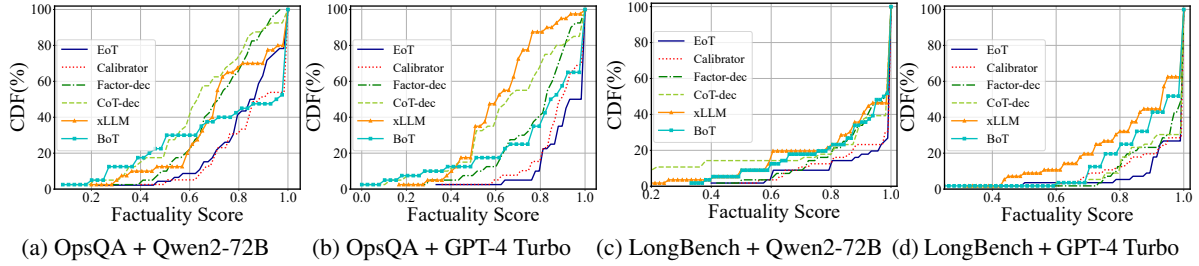 CDF(%)
100
80
60
40
20
0
EoT
Calibrator
Factor-dec
CoT-dec
xLLM
BoT
0.0 0.2 0.4 0.6 0.8 1.0
Factuality Score
(a) OpsQA + Qwen2-72B
CDF(%)
100
80
60
40
20
0
EoT
Calibrator
Factor-dec
CoT-dec
xLLM
BoT
0.0 0.2 0.4 0.6 0.8 1.0
Factuality Score
(b) OpsQA + GPT-4 Turbo
CDF(%)
100
80
60
40
20
0
EoT
Calibrator
Factor-dec
CoT-dec
xLLM
BoT
0.2 0.4 0.6 0.8 1.0
Factuality Score
(c) LongBench + Qwen2-72B
CDF(%)
100
80
60
40
20
0
EoT
Calibrator
Factor-dec
CoT-dec
xLLM
BoT
0.4 0.6 0.8 1.0
Factuality Score
(d) LongBench + GPT-4 Turbo